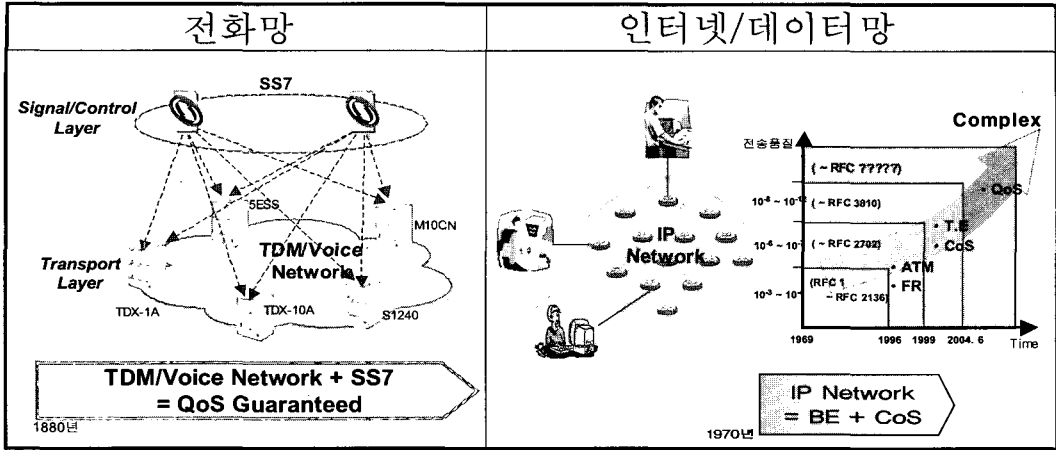 전화망
인터넷/데이터망
SS7
Signal/Control
Layer
5ESS
M10CN
TDM/Voice
Network
Transport
Layer
TDX-1A
TDX-10A
S1240
TDM/Voice Network + SS7
= QoS Guaranteed
1880년
IP
Network
Complex
전송품질
( ~ RFC ?????)
QoS
( ~ RFC 3810)
T.E
(~ RFC 2702)
CoS
ATM
(RFC 1
FR
~ RFC 2136)
1969
1996
1999
2004. 6
Time
IP Network
= BE + CoS
1970년